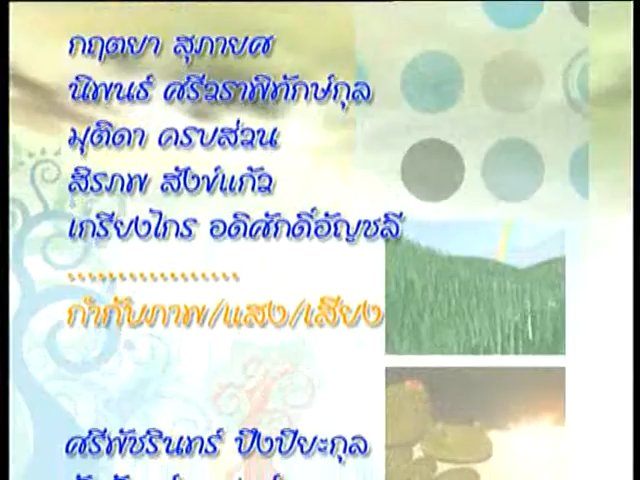 กฤตยา สุภายศ
นิพนธ์ ศรีวราพิทักษ์กุล
มุติดา ครบส่วน
สิรภพ สังข์แก้ว
เกรียงไกร อดิศักดิ์อัญชลี
.................
กำกับภาพ/แสง/เสียง
ศรีพัชรินทร์ ปิงปิยะกุล